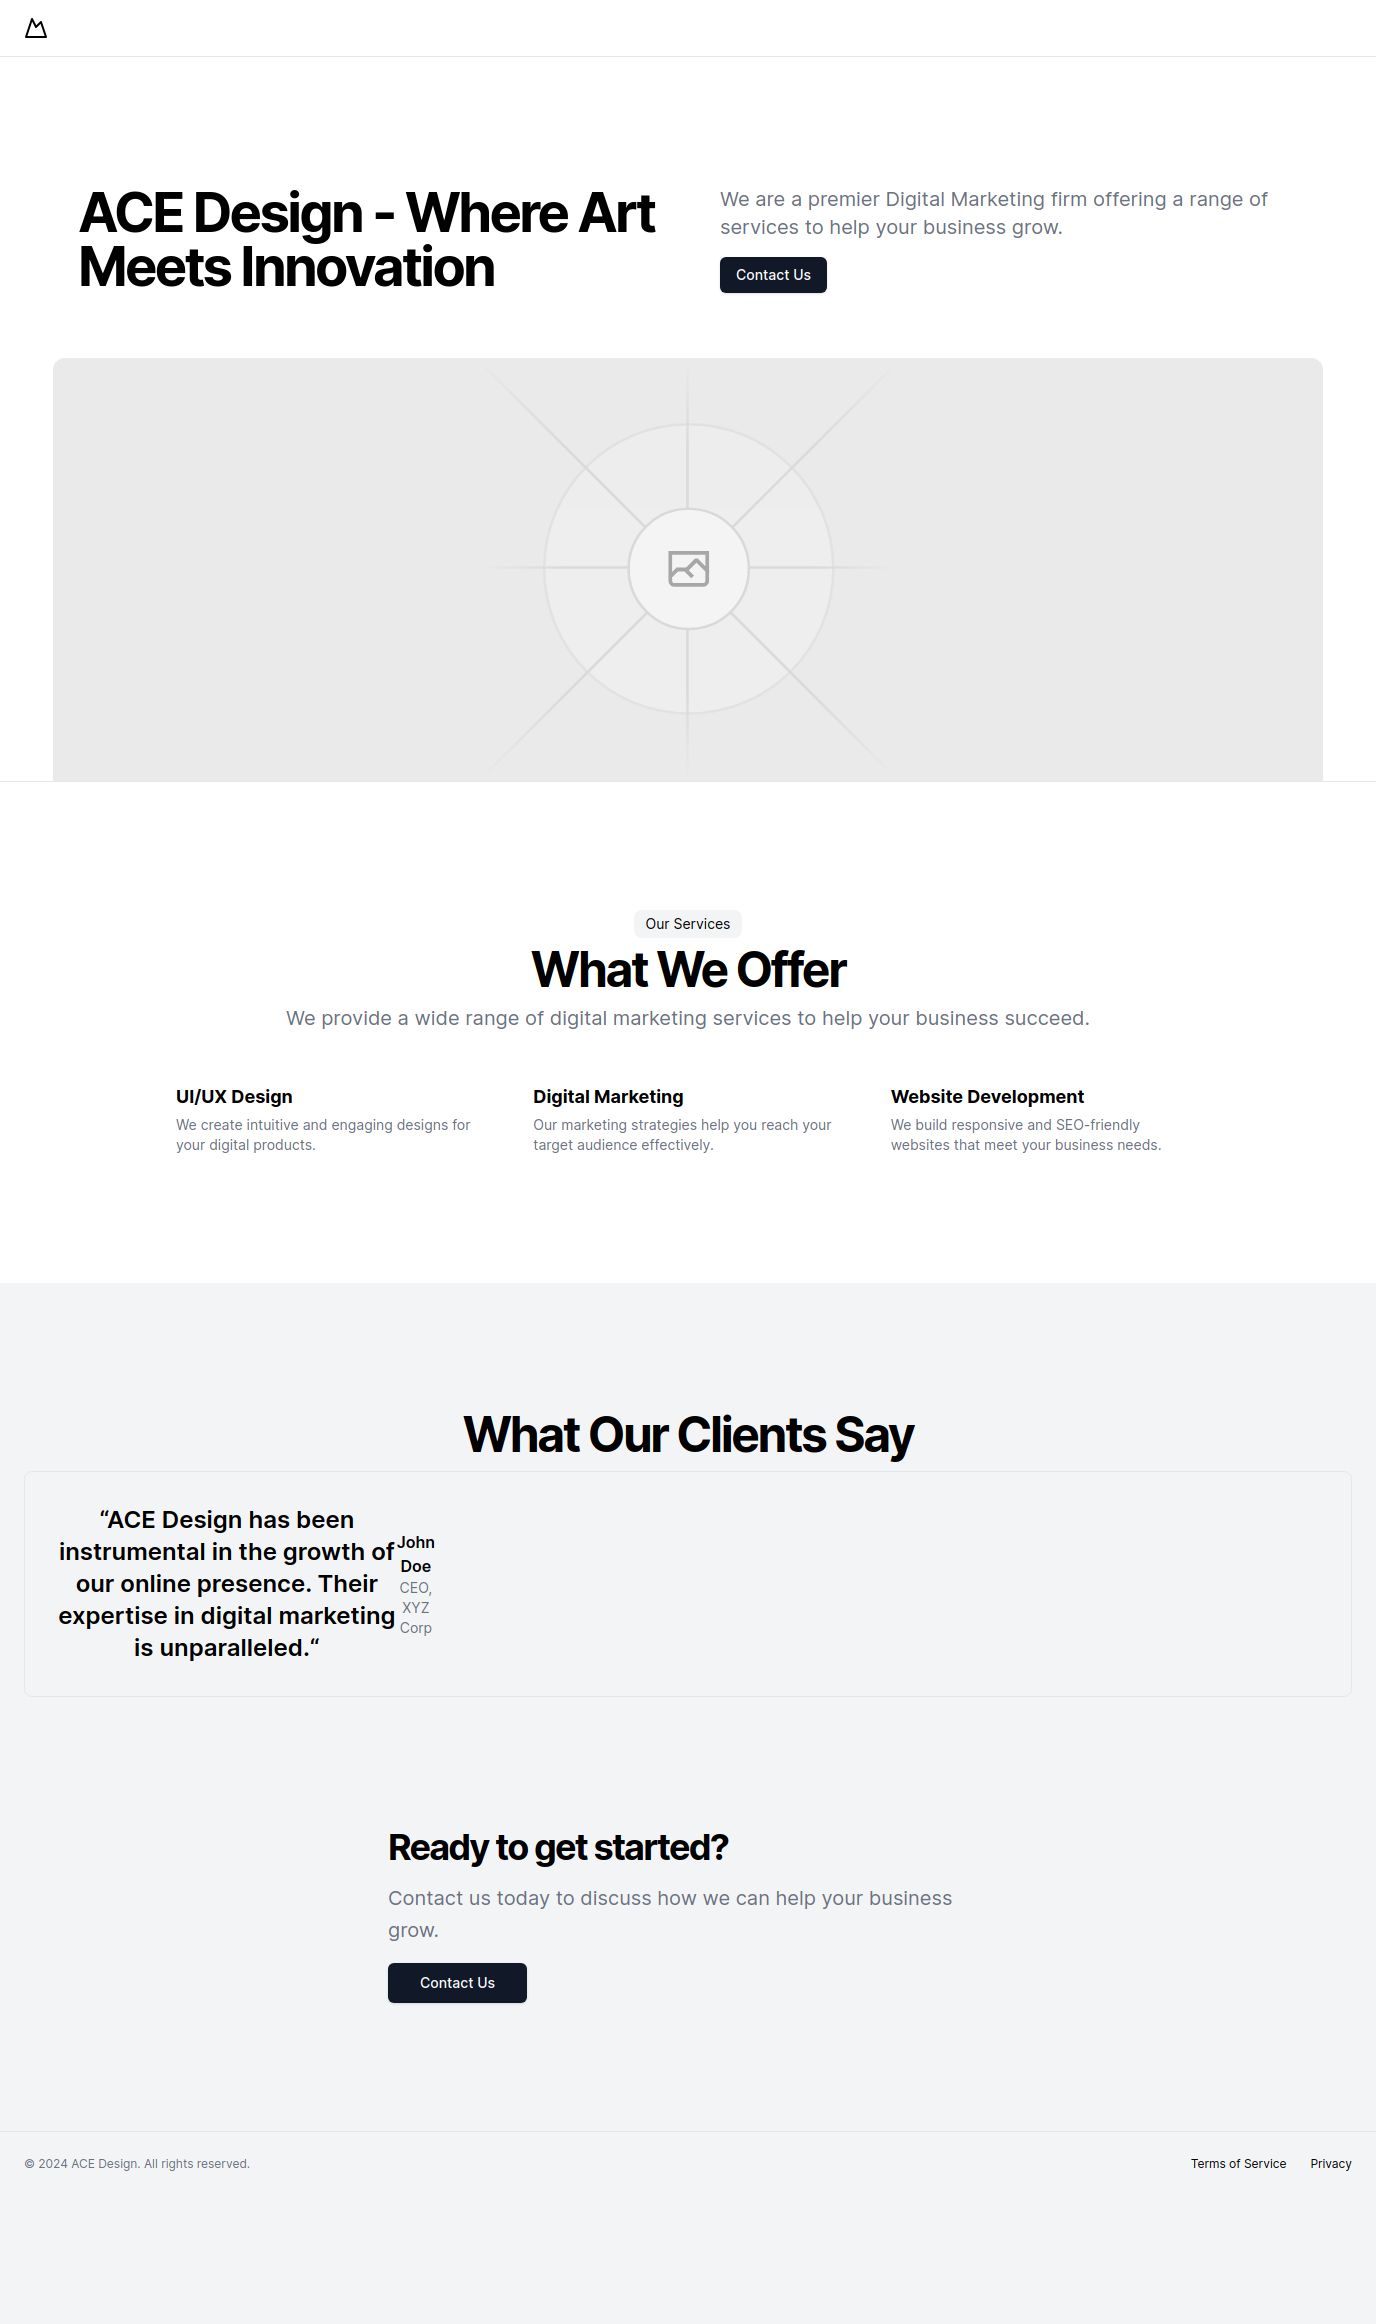 ACE Design - Where Art
Meets Innovation
We are a premier Digital Marketing firm offering a range of
services to help your business grow.
Contact Us
Our Services
What We Offer
We provide a wide range of digital marketing services to help your business succeed.
UI/UX Design
We create intuitive and engaging designs for
your digital products.
Digital Marketing
Our marketing strategies help you reach your
target audience effectively.
Website Development
We build responsive and SEO-friendly
websites that meet your business needs.
What Our Clients Say
“ACE Design has been
instrumental in the growth of
our online presence. Their
expertise in digital marketing
is unparalleled.“
John
Doe
CEO,
XYZ
Corp
Ready to get started?
Contact us today to discuss how we can help your business
grow.
Contact Us
© 2024 ACE Design. All rights reserved.
Terms of Service
Privacy